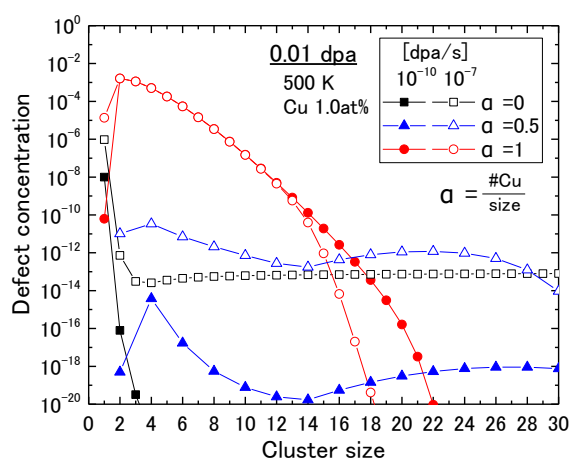 10^0
10^-2
10^-4
10^-6
10^-8
10^-10
10^-12
10^-14
10^-16
10^-18
10^-20
Defect concentration
0.01 dpa
500 K
Cu 1.0at%
[dpa/s]
10^-10 10^-7
α =0
α =0.5
α =1
α = #Cu
size
0 2 4 6 8 10 12 14 16 18 20 22 24 26 28 30
Cluster size